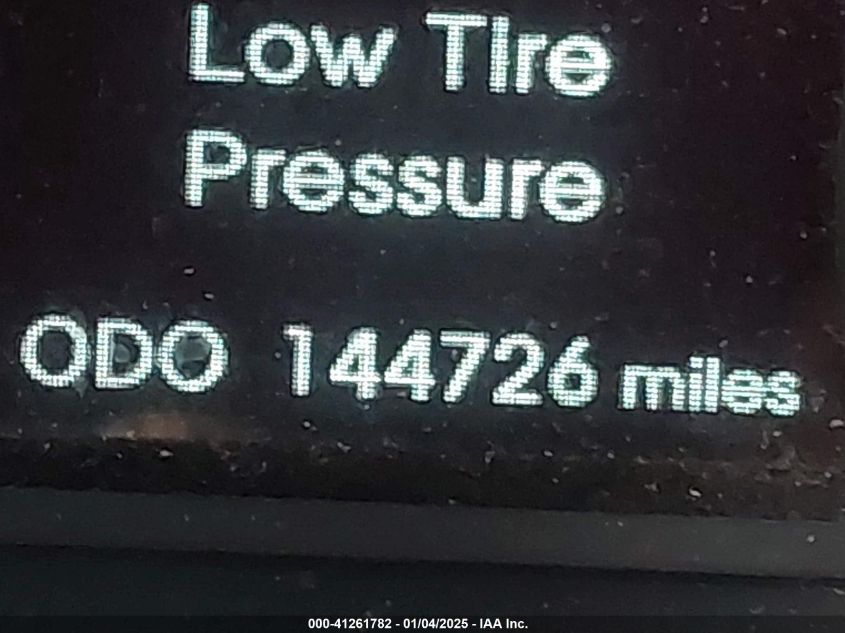 Low Tire
Pressure
ODO 144726 miles
000-41261782 - 01/04/2025 - IAA Inc.